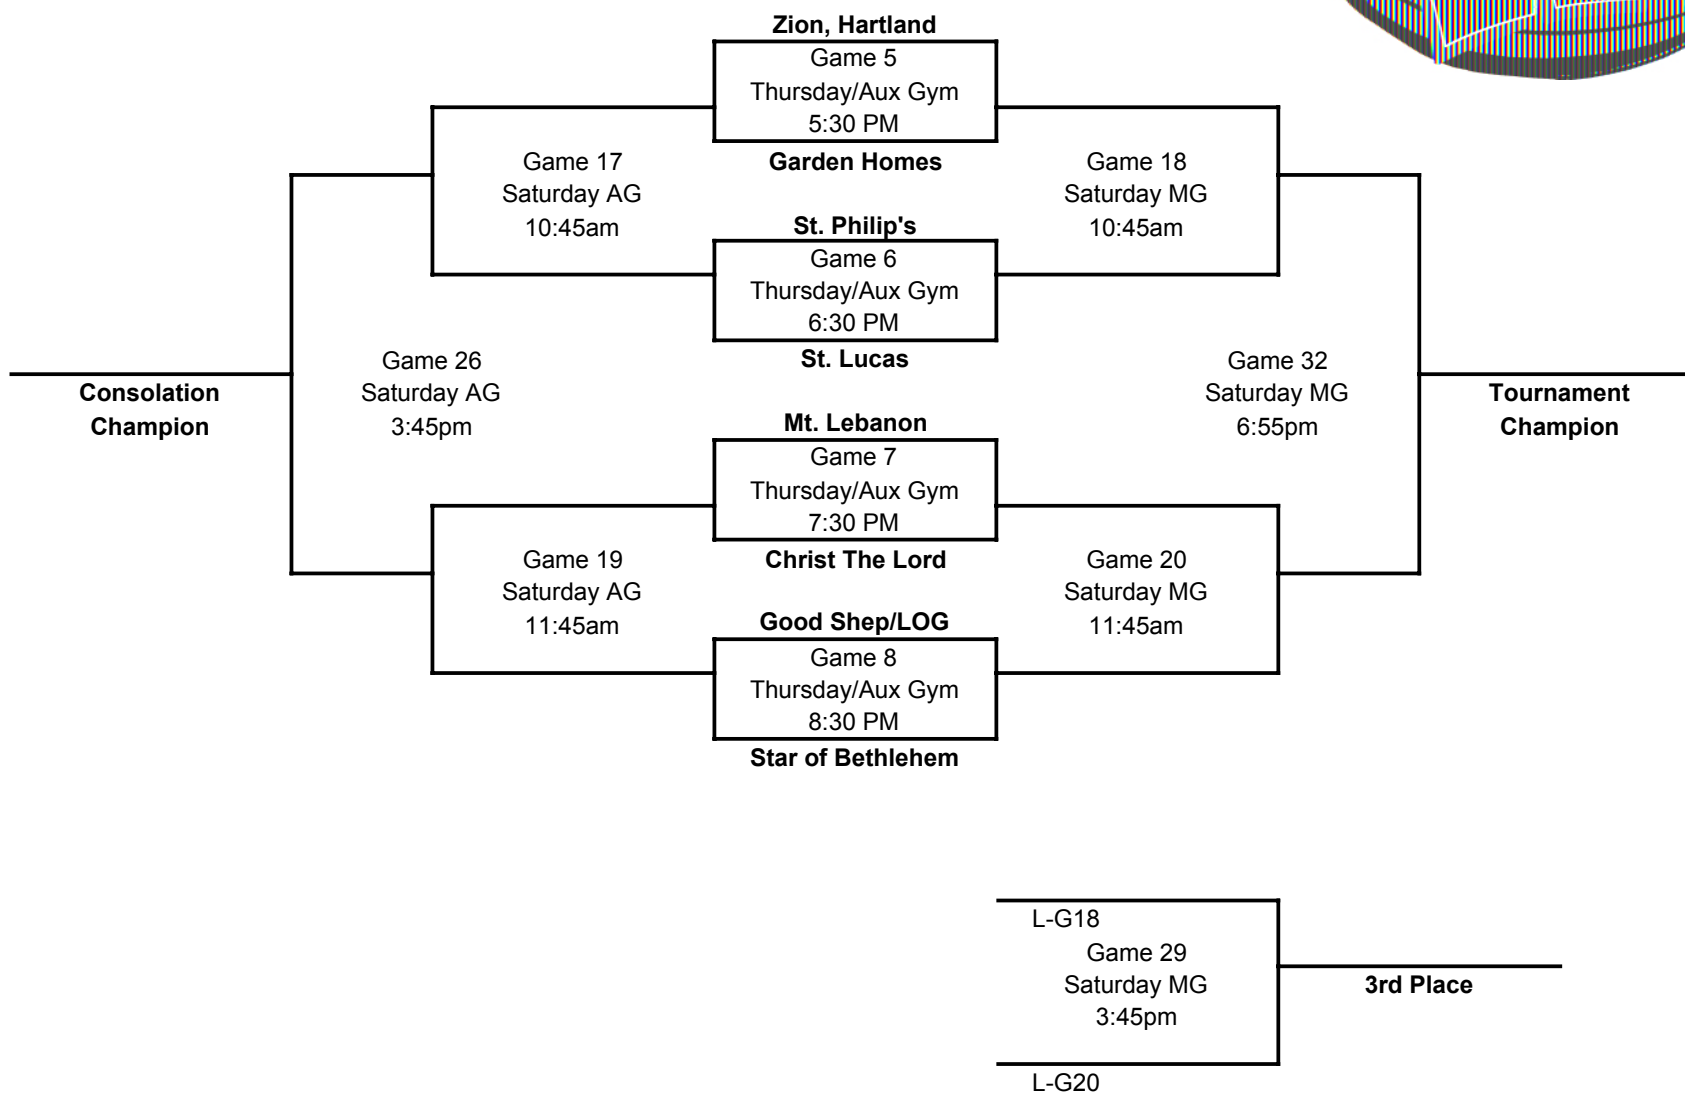 Zion, Hartland
Game 5
Thursday/Aux Gym
5:30 PM
Garden Homes
Game 17
Saturday AG
10:45am
Game 18
Saturday MG
10:45am
St. Philip's
Game 6
Thursday/Aux Gym
6:30 PM
St. Lucas
Game 26
Saturday AG
3:45pm
Game 32
Saturday MG
6:55pm
Consolation
Champion
Tournament
Champion
Mt. Lebanon
Game 7
Thursday/Aux Gym
7:30 PM
Christ The Lord
Game 19
Saturday AG
11:45am
Game 20
Saturday MG
11:45am
Good Shep/LOG
Game 8
Thursday/Aux Gym
8:30 PM
Star of Bethlehem
L-G18
Game 29
Saturday MG
3:45pm
3rd Place
L-G20